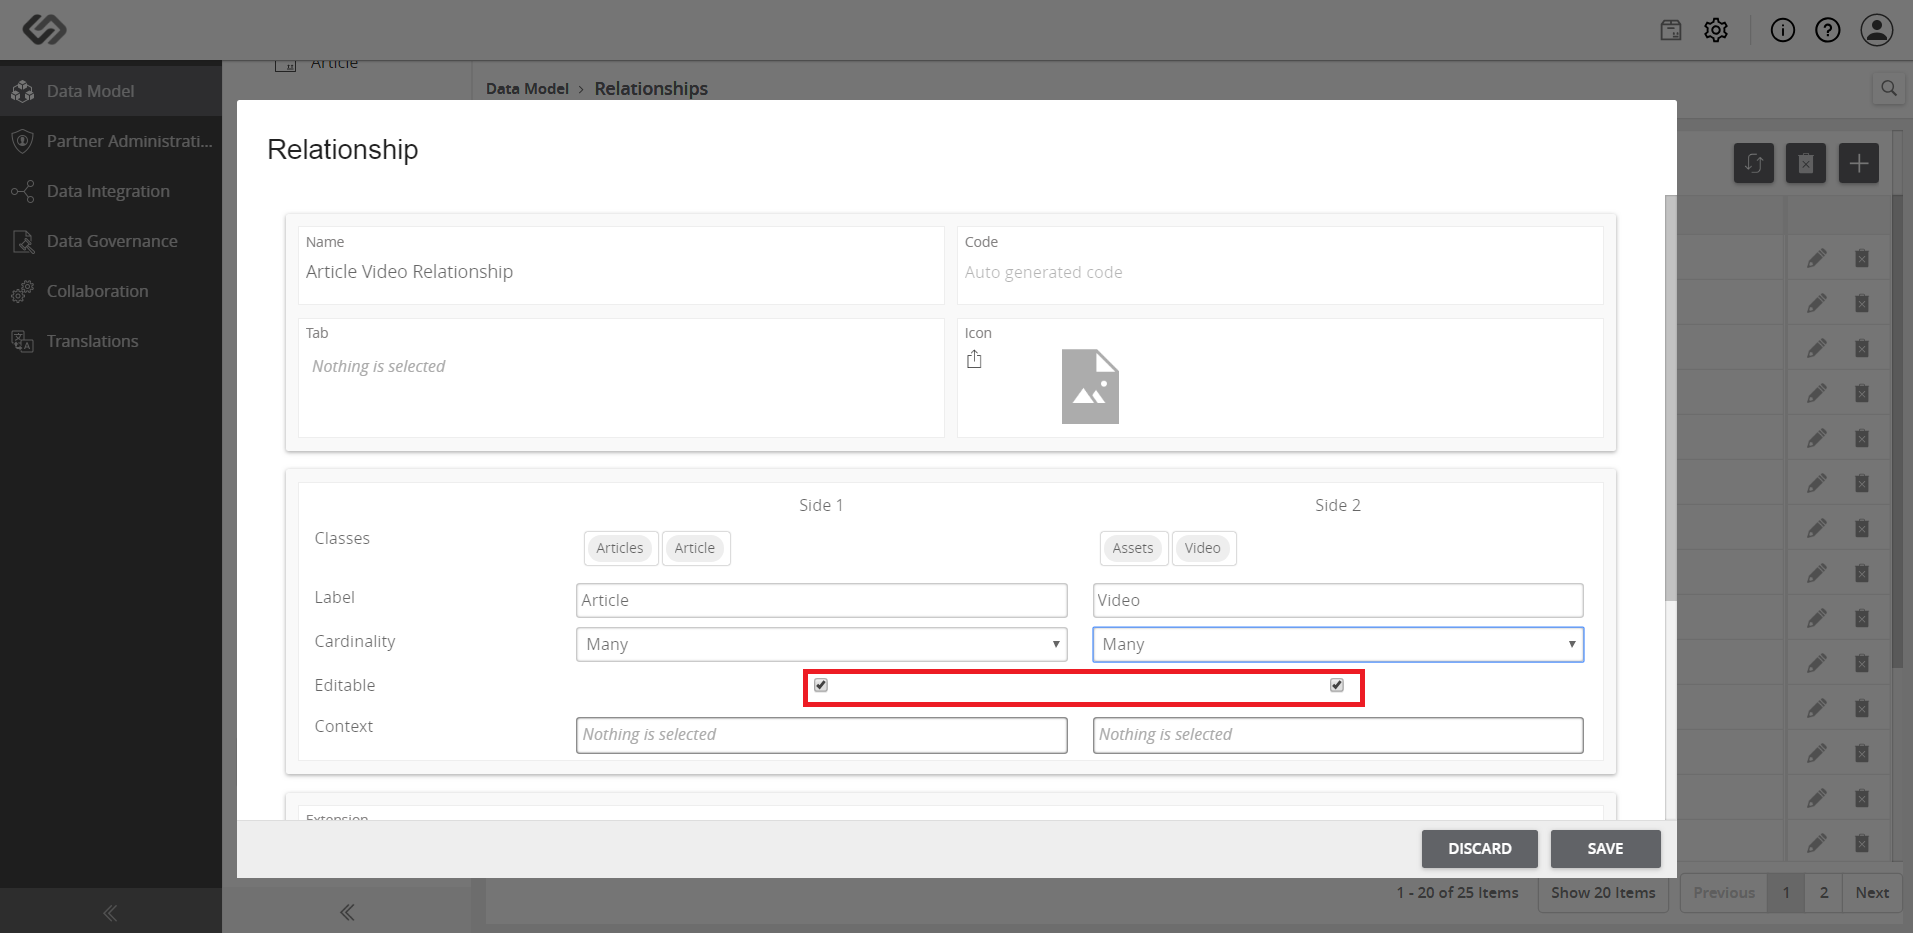 Article
Data Model
Partner Administrati...
Data Integration
Data Governance
Collaboration
Translations
Data Model › Relationships
Relationship
Name
Article Video Relationship
Code
Auto generated code
Tab
Nothing is selected
Icon
Side 1 Side 2
Classes Articles Article Assets Video
Label Article Video
Cardinality Many Many
Editable
Context Nothing is selected Nothing is selected
Extension
DISCARD SAVE
1 - 20 of 25 Items Show 20 Items Previous 1 2 Next